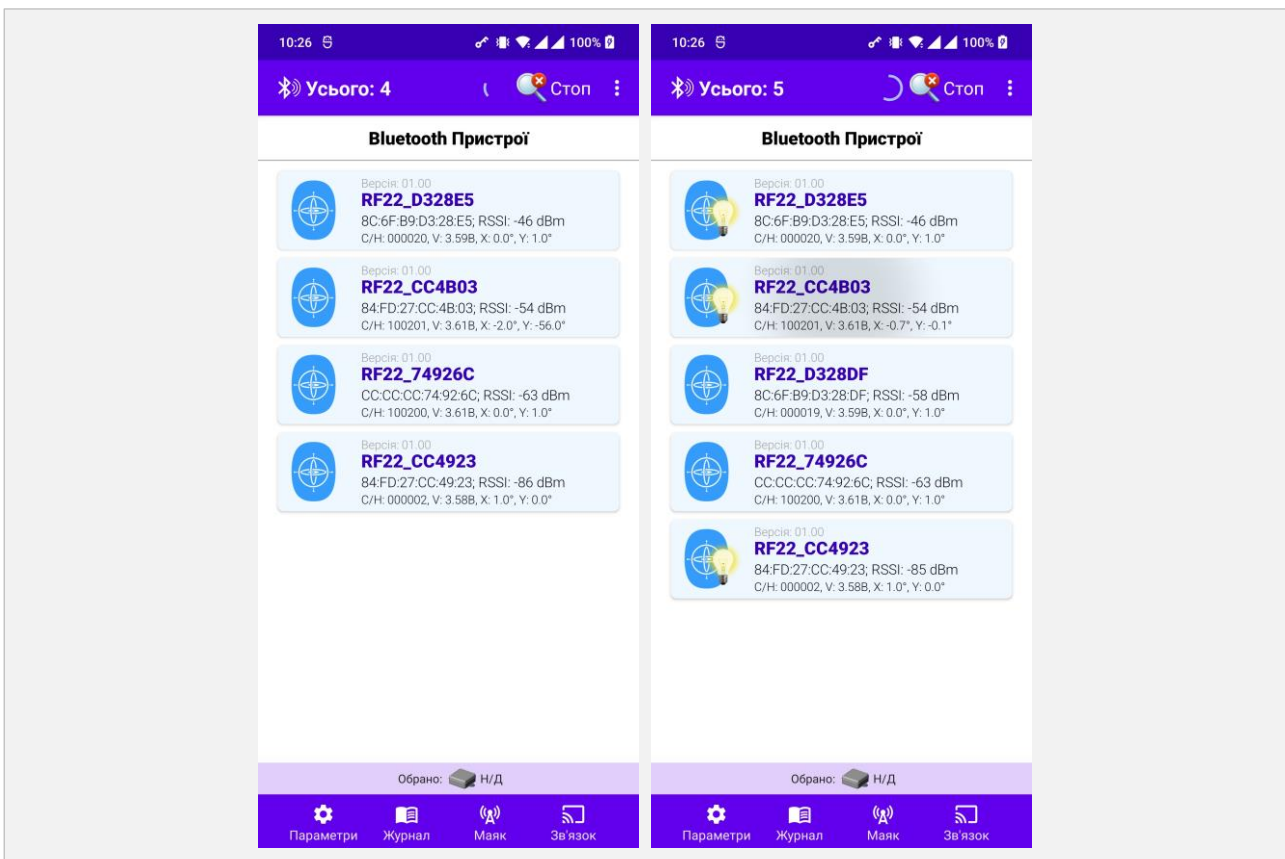 10:26
100%
Усього: 4
Стоп
Bluetooth Пристрої
Версія: 01.00
RF22_D328E5
8C:6F:B9:D3:28:E5; RSSI: -46 dBm
С/Н: 000020, V: 3.59В, X: 0.0°, Y: 1.0°
Версія: 01.00
RF22_CC4B03
84:FD:27:CC:4B:03; RSSI: -54 dBm
С/Н: 100201, V: 3.61В, X: -2.0°, Y: -56.0°
Версія: 01.00
RF22_74926C
CC:CC:CC:74:92:6C; RSSI: -63 dBm
С/Н: 100200, V: 3.61В, X: 0.0°, Y: 1.0°
Версія: 01.00
RF22_CC4923
84:FD:27:CC:49:23; RSSI: -86 dBm
С/Н: 000002, V: 3.58В, X: 1.0°, Y: 0.0°
Обрано: Н/Д
Параметри Журнал Маяк Зв'язок
10:26
100%
Усього: 5
Стоп
Bluetooth Пристрої
Версія: 01.00
RF22_D328E5
8C:6F:B9:D3:28:E5; RSSI: -46 dBm
С/Н: 000020, V: 3.59В, X: 0.0°, Y: 1.0°
Версія: 01.00
RF22_CC4B03
84:FD:27:CC:4B:03; RSSI: -54 dBm
С/Н: 100201, V: 3.61В, X: -0.7°, Y: -0.1°
Версія: 01.00
RF22_D328DF
8C:6F:B9:D3:28:DF; RSSI: -58 dBm
С/Н: 000019, V: 3.59В, X: 0.0°, Y: 1.0°
Версія: 01.00
RF22_74926C
CC:CC:CC:74:92:6C; RSSI: -63 dBm
С/Н: 100200, V: 3.61В, X: 0.0°, Y: 1.0°
Версія: 01.00
RF22_CC4923
84:FD:27:CC:49:23; RSSI: -85 dBm
С/Н: 000002, V: 3.58В, X: 1.0°, Y: 0.0°
Обрано: Н/Д
Параметри Журнал Маяк Зв'язок